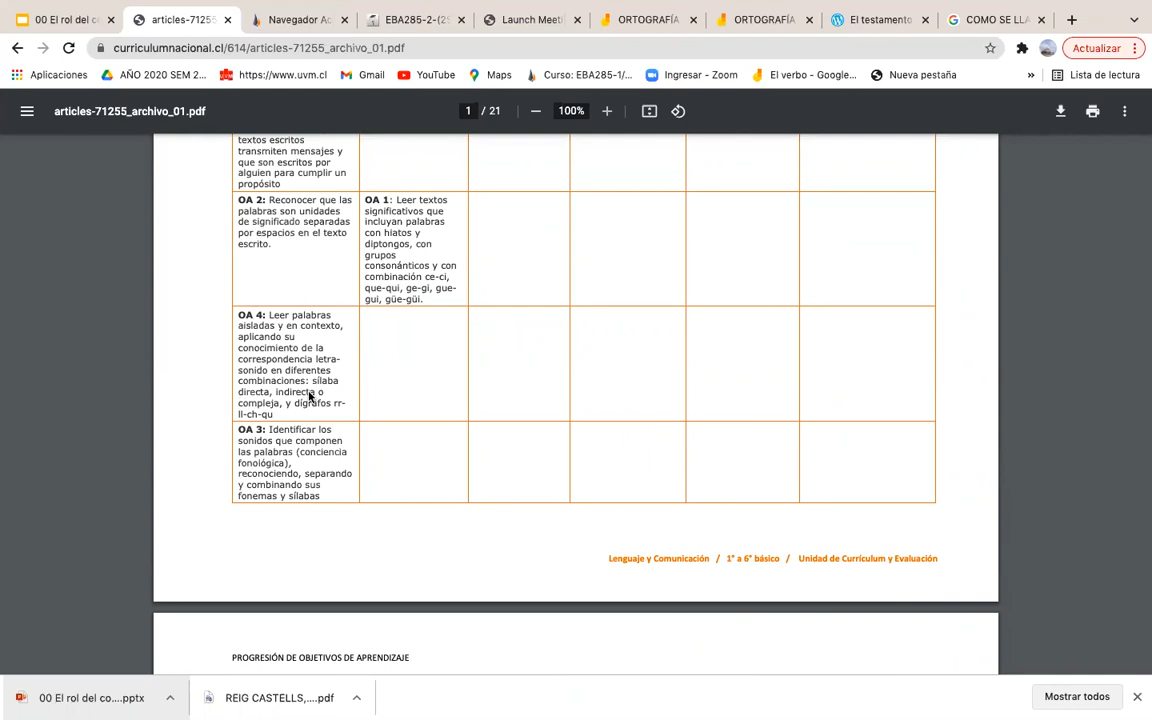 00 El rol del co
articles-71255
Navegador Ac
EBA285-2-(2S
Launch Meeti
ORTOGRAFÍA
ORTOGRAFÍA
El testamento
COMO SE LLA
curriculumnacional.cl/614/articles-71255_archivo_01.pdf
Actualizar
Aplicaciones
AÑO 2020 SEM 2...
https://www.uvm.cl
Gmail
YouTube
Maps
Curso: EBA285-1/...
Ingresar - Zoom
El verbo - Google...
Nueva pestaña
»
Lista de lectura
articles-71255_archivo_01.pdf
1 / 21
100%
textos escritos
transmiten mensajes y
que son escritos por
alguien para cumplir un
propósito
OA 2: Reconocer que las
palabras son unidades
de significado separadas
por espacios en el texto
escrito.
OA 1: Leer textos
significativos que
incluyan palabras
con hiatos y
diptongos, con
grupos
consonánticos y con
combinación ce-ci,
que-qui, ge-gi, gue-
gui, güe-güi.
OA 4: Leer palabras
aisladas y en contexto,
aplicando su
conocimiento de la
correspondencia letra-
sonido en diferentes
combinaciones: sílaba
directa, indirecta o
compleja, y dígrafos rr-
ll-ch-qu
OA 3: Identificar los
sonidos que componen
las palabras (conciencia
fonológica),
reconociendo, separando
y combinando sus
fonemas y sílabas
Lenguaje y Comunicación / 1° a 6° básico / Unidad de Currículum y Evaluación
PROGRESIÓN DE OBJETIVOS DE APRENDIZAJE
00 El rol del co....pptx
REIG CASTELLS,....pdf
Mostrar todos